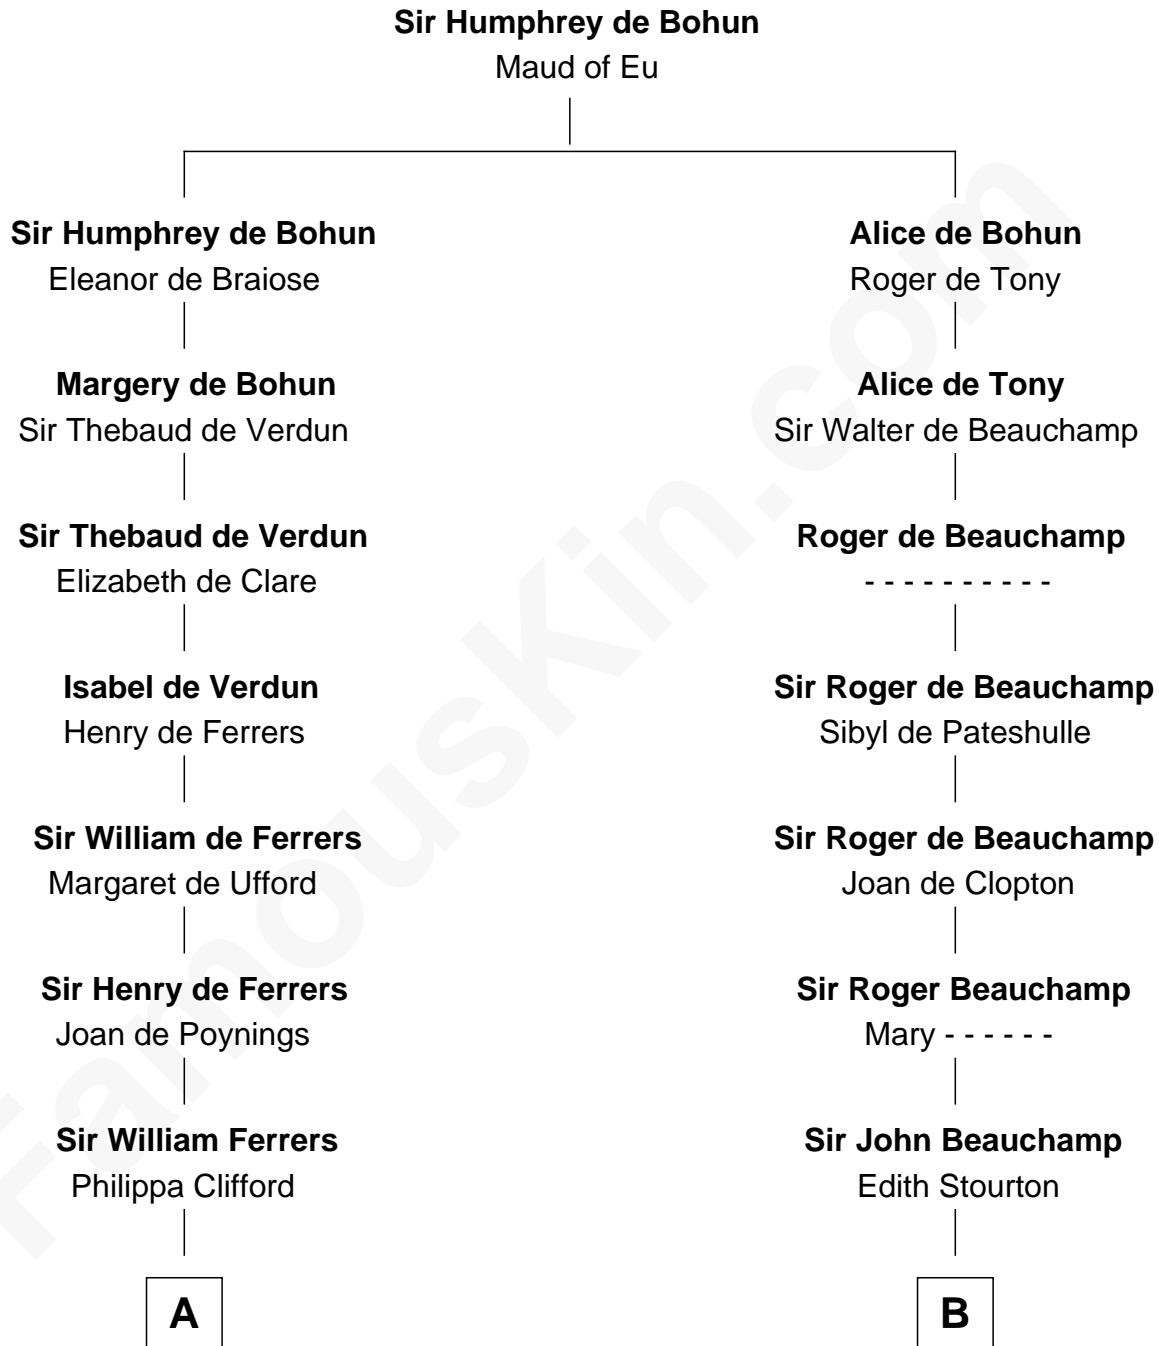 Sir Humphrey de Bohun
Maud of Eu
Sir Humphrey de Bohun
Eleanor de Braiose
Margery de Bohun
Sir Thebaud de Verdun
Sir Thebaud de Verdun
Elizabeth de Clare
Isabel de Verdun
Henry de Ferrers
Sir William de Ferrers
Margaret de Ufford
Sir Henry de Ferrers
Joan de Poynings
Sir William Ferrers
Philippa Clifford
A
Alice de Bohun
Roger de Tony
Alice de Tony
Sir Walter de Beauchamp
Roger de Beauchamp
- - - - - - - - - -
Sir Roger de Beauchamp
Sibyl de Pateshulle
Sir Roger de Beauchamp
Joan de Clopton
Sir Roger Beauchamp
Mary - - - - - -
Sir John Beauchamp
Edith Stourton
B
FamousKin.com